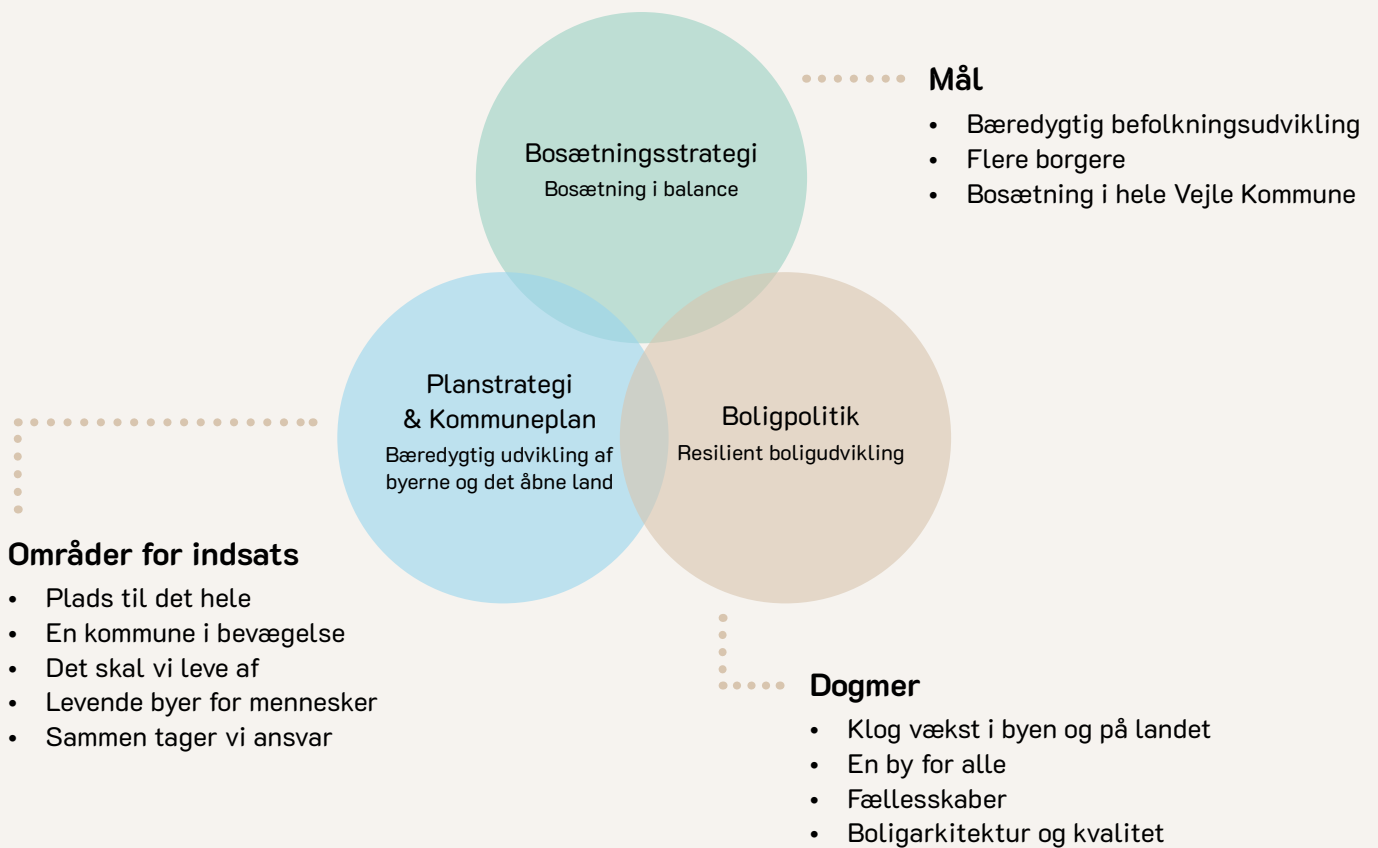 Bosætningsstrategi
Bosætning i balance
Mål
• Bæredygtig befolkningsudvikling
• Flere borgere
• Bosætning i hele Vejle Kommune
Planstrategi
& Kommuneplan
Bæredygtig udvikling af
byerne og det åbne land
Boligpolitik
Resilient boligudvikling
Områder for indsats
• Plads til det hele
• En kommune i bevægelse
• Det skal vi leve af
• Levende byer for mennesker
• Sammen tager vi ansvar
Dogmer
• Klog vækst i byen og på landet
• En by for alle
• Fællesskaber
• Boligarkitektur og kvalitet